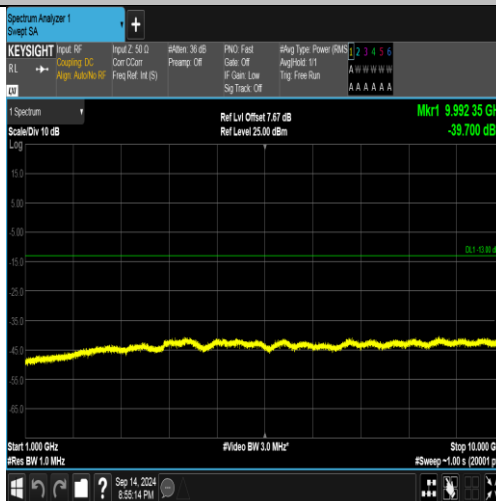 Spectrum Analyzer 1
Swept SA
+
KEYSIGHT Input: RF Input Z: 50 Ω #Atten: 36 dB PNO: Fast #Avg Type: Power (RMS 1 2 3 4 5 6
RL Coupling: DC Corr CCorr Preamp: Off Gate: Off Avg|Hold: 1/1 A W W W W W
Align: Auto/No RF Freq Ref: Int (S) IF Gain: Low Trig: Free Run
Sig Track: Off A A A A A A
1 Spectrum Ref Lvl Offset 7.67 dB Mkr1 9.992 35 GH
Scale/Div 10 dB Ref Level 25.00 dBm -39.700 dB
Log
15.0
5.00
-5.00
DL1 -13.00 d
-15.0
-25.0
-35.0
-45.0
-55.0
-65.0
Start 1.000 GHz #Video BW 3.0 MHz* Stop 10.000 G
#Res BW 1.0 MHz #Sweep ~1.00 s (20001 p
? Sep 14, 2024
8:55:14 PM